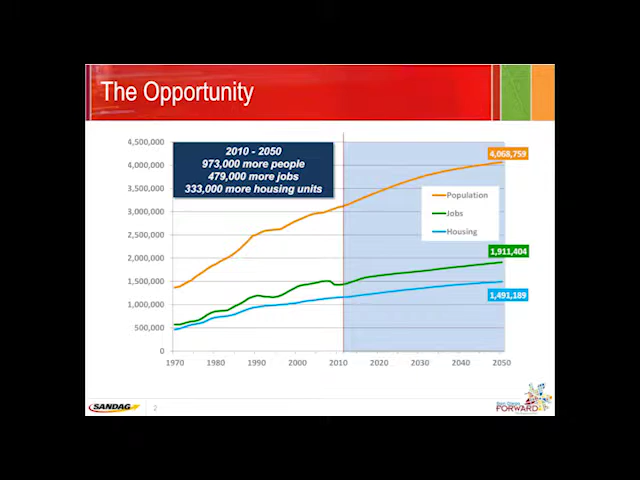 The Opportunity
4,500,000
4,000,000
3,500,000
3,000,000
2,500,000
2,000,000
1,500,000
1,000,000
500,000
0
2010 - 2050
973,000 more people
479,000 more jobs
333,000 more housing units
4,068,759
Population
Jobs
Housing
1,911,404
1,491,189
1970 1980 1990 2000 2010 2020 2030 2040 2050
SANDAG
2
San Diego
FORWARD